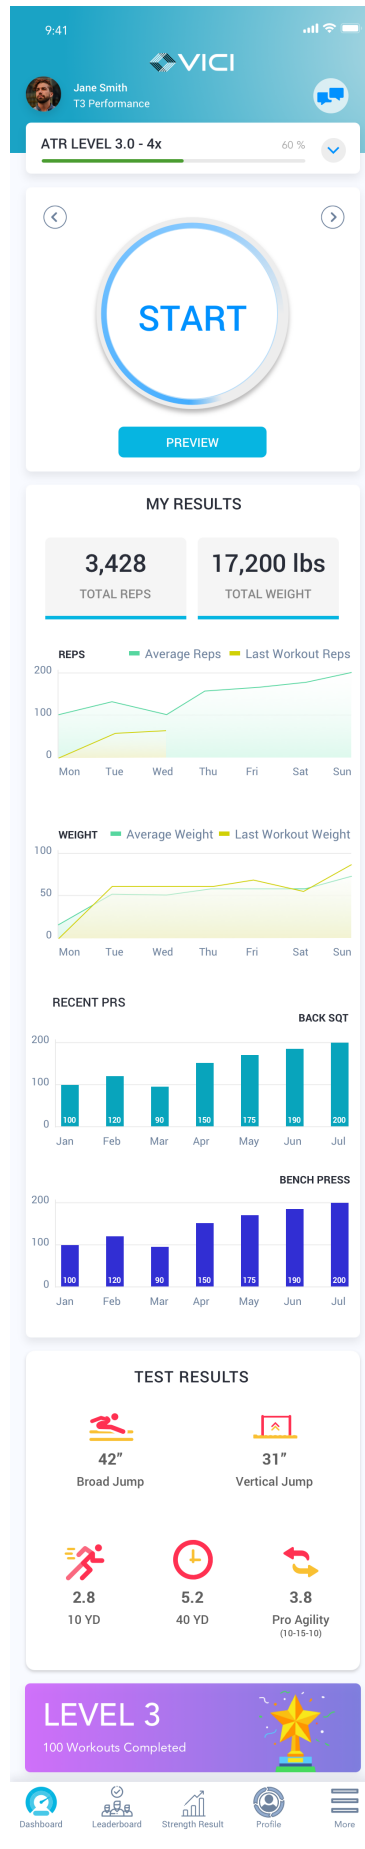 9:41
VICI
Jane Smith
T3 Performance
ATR LEVEL 3.0 - 4x
60 %
START
PREVIEW
MY RESULTS
3,428
TOTAL REPS
17,200 lbs
TOTAL WEIGHT
REPS Average Reps Last Workout Reps
200
100
0
Mon Tue Wed Thu Fri Sat Sun
WEIGHT Average Weight Last Workout Weight
100
50
0
Mon Tue Wed Thu Fri Sat Sun
RECENT PRS
BACK SQT
200
100
0
100 120 90 150 175 190 200
Jan Feb Mar Apr May Jun Jul
BENCH PRESS
200
100
0
100 120 90 150 175 190 200
Jan Feb Mar Apr May Jun Jul
TEST RESULTS
42”
Broad Jump
31”
Vertical Jump
2.8
10 YD
5.2
40 YD
3.8
Pro Agility
(10-15-10)
LEVEL 3
100 Workouts Completed
Dashboard Leaderboard Strength Result Profile More